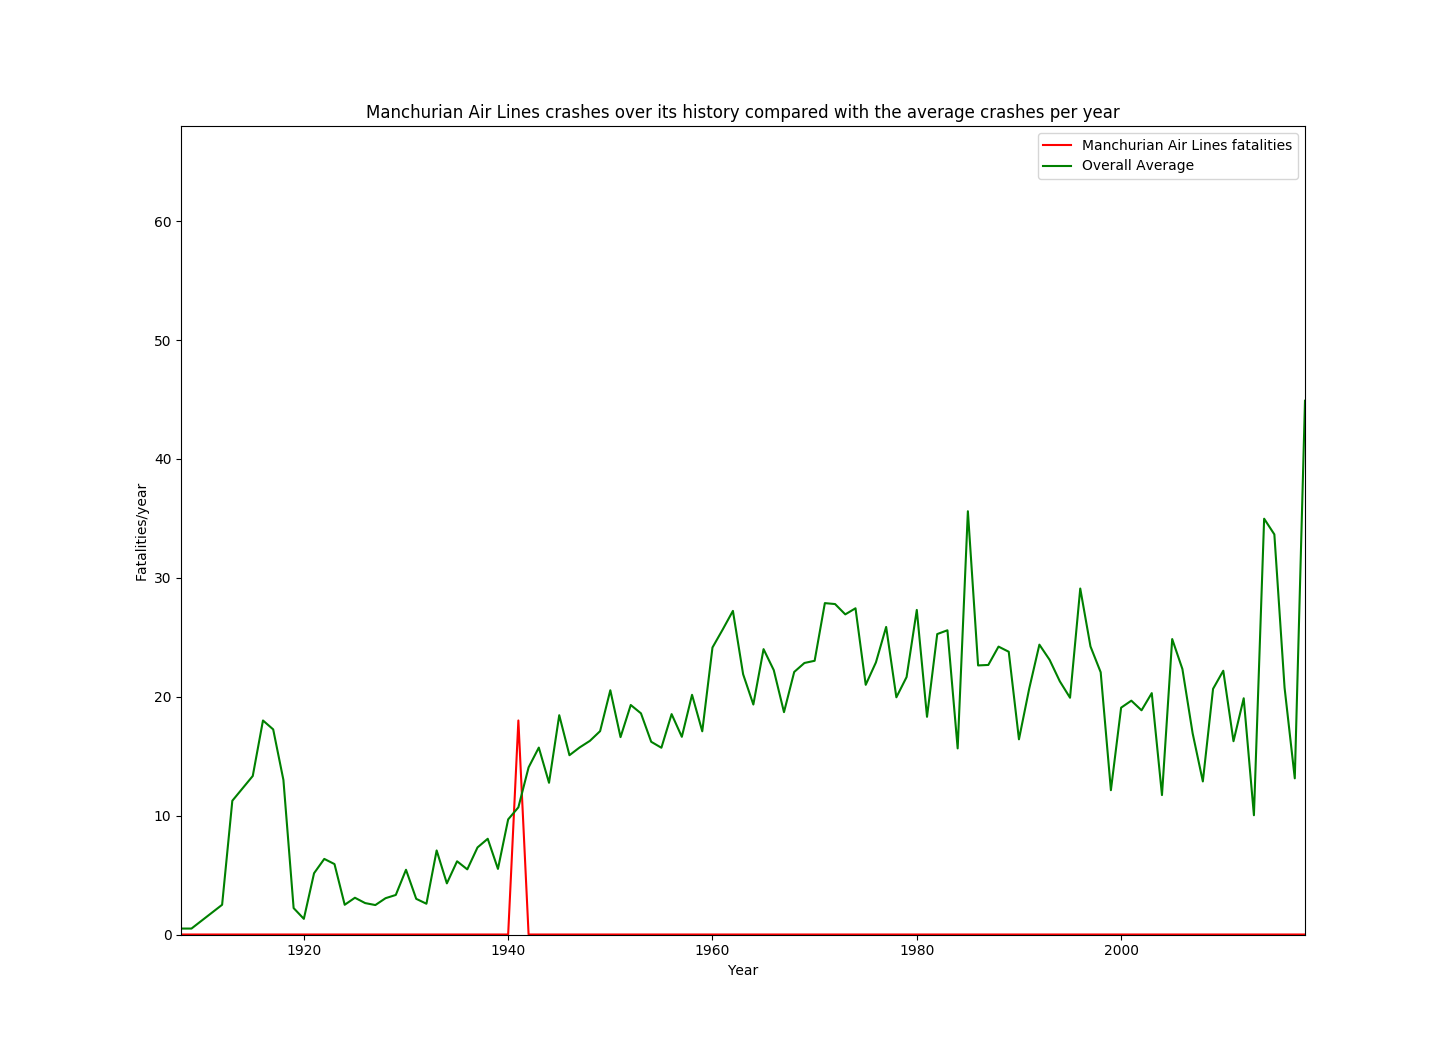 Manchurian Air Lines crashes over its history compared with the average crashes per year
Manchurian Air Lines fatalities
Overall Average
60
50
40
30
20
10
0
Fatalities/year
1920
1940
1960
1980
2000
Year